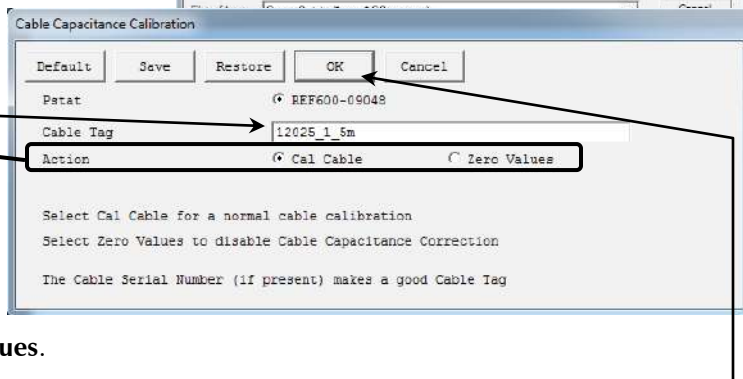 Cable Capacitance Calibration
Default Save Restore OK Cancel
Pstat REF600-09048
Cable Tag 12025_1_5m
Action Cal Cable Zero Values
Select Cal Cable for a normal cable calibration
Select Zero Values to disable Cable Capacitance Correction
The Cable Serial Number (if present) makes a good Cable Tag
ues.